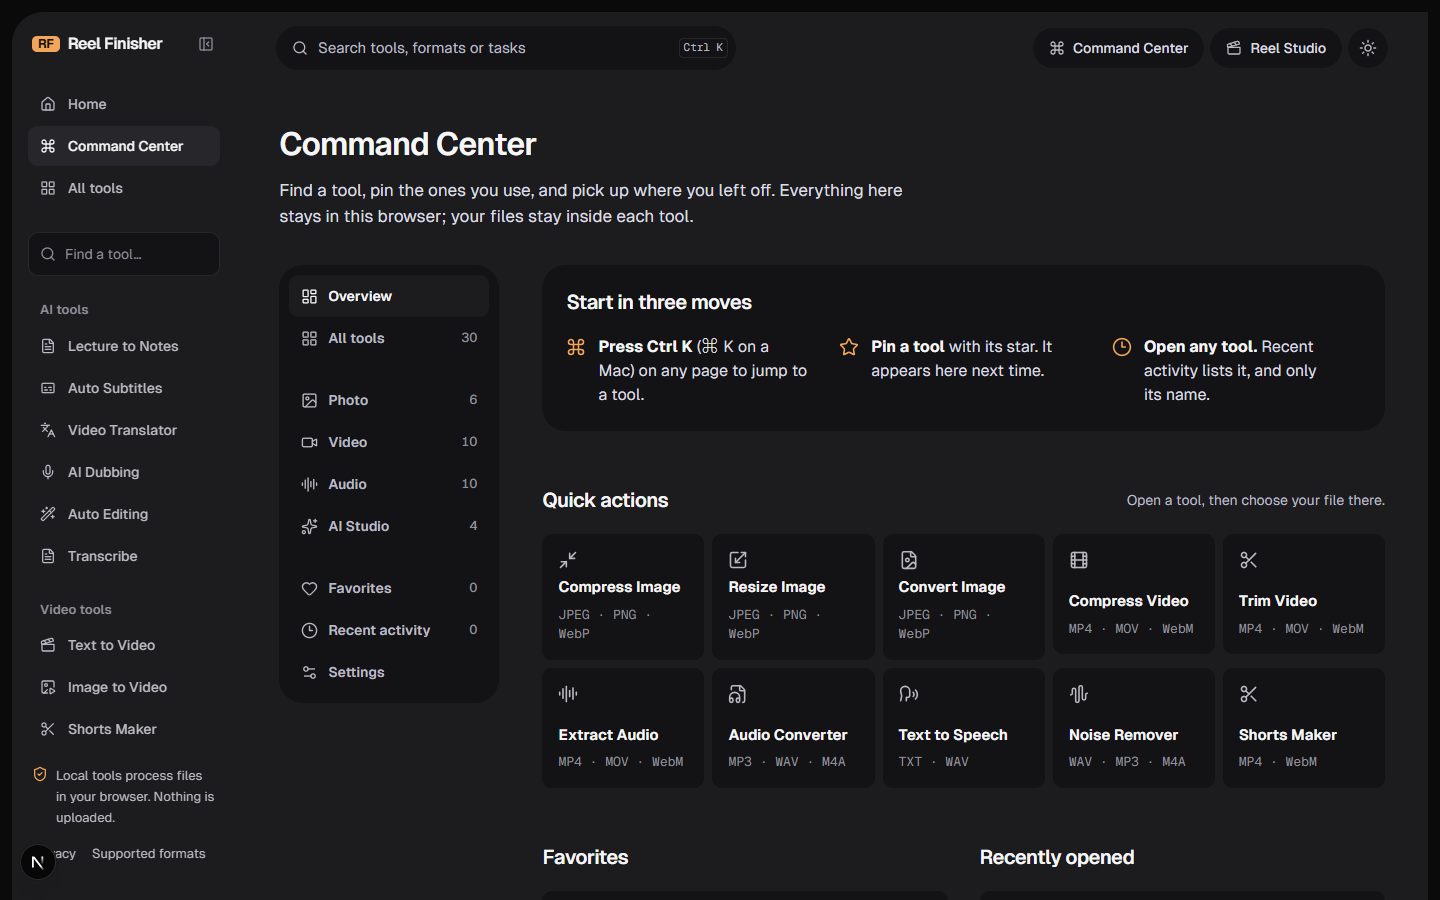 RF Reel Finisher
Search tools, formats or tasks
Ctrl K
Command Center
Reel Studio
Home
Command Center
All tools
Find a tool...
AI tools
Lecture to Notes
Auto Subtitles
Video Translator
AI Dubbing
Auto Editing
Transcribe
Video tools
Text to Video
Image to Video
Shorts Maker
Local tools process files
in your browser. Nothing is
uploaded.
acy
Supported formats
N
Command Center
Find a tool, pin the ones you use, and pick up where you left off. Everything here
stays in this browser; your files stay inside each tool.
Overview
All tools 30
Photo 6
Video 10
Audio 10
AI Studio 4
Favorites 0
Recent activity 0
Settings
Start in three moves
Press Ctrl K (⌘ K on a
Mac) on any page to jump to
a tool.
Pin a tool with its star. It
appears here next time.
Open any tool. Recent
activity lists it, and only
its name.
Quick actions
Open a tool, then choose your file there.
Compress Image
JPEG · PNG ·
WebP
Resize Image
JPEG · PNG ·
WebP
Convert Image
JPEG · PNG ·
WebP
Compress Video
MP4 · MOV · WebM
Trim Video
MP4 · MOV · WebM
Extract Audio
MP4 · MOV · WebM
Audio Converter
MP3 · WAV · M4A
Text to Speech
TXT · WAV
Noise Remover
WAV · MP3 · M4A
Shorts Maker
MP4 · WebM
Favorites
Recently opened